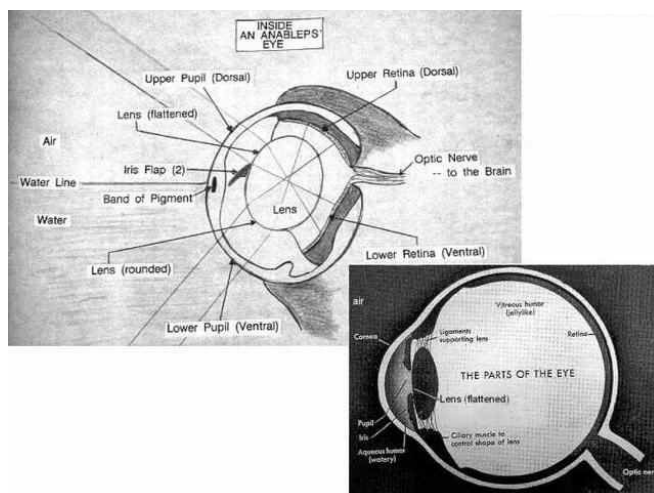 INSIDE
AN ANABLEPS'
EYE
Upper Pupil (Dorsal)
Upper Retina (Dorsal)
Lens (flattened)
Air
Iris Flap (2)
Optic Nerve
-- to the Brain
Water Line
Band of Pigment
Water
Lens
Lens (rounded)
Lower Retina (Ventral)
Lower Pupil (Ventral)
air
Vitreous humor
(jellylike)
Cornea
Ligaments
supporting lens
Retina
THE PARTS OF THE EYE
Lens (flattened)
Pupil
Iris
Ciliary muscle to
control shape of lens
Aqueous humor
(watery)
Optic ner